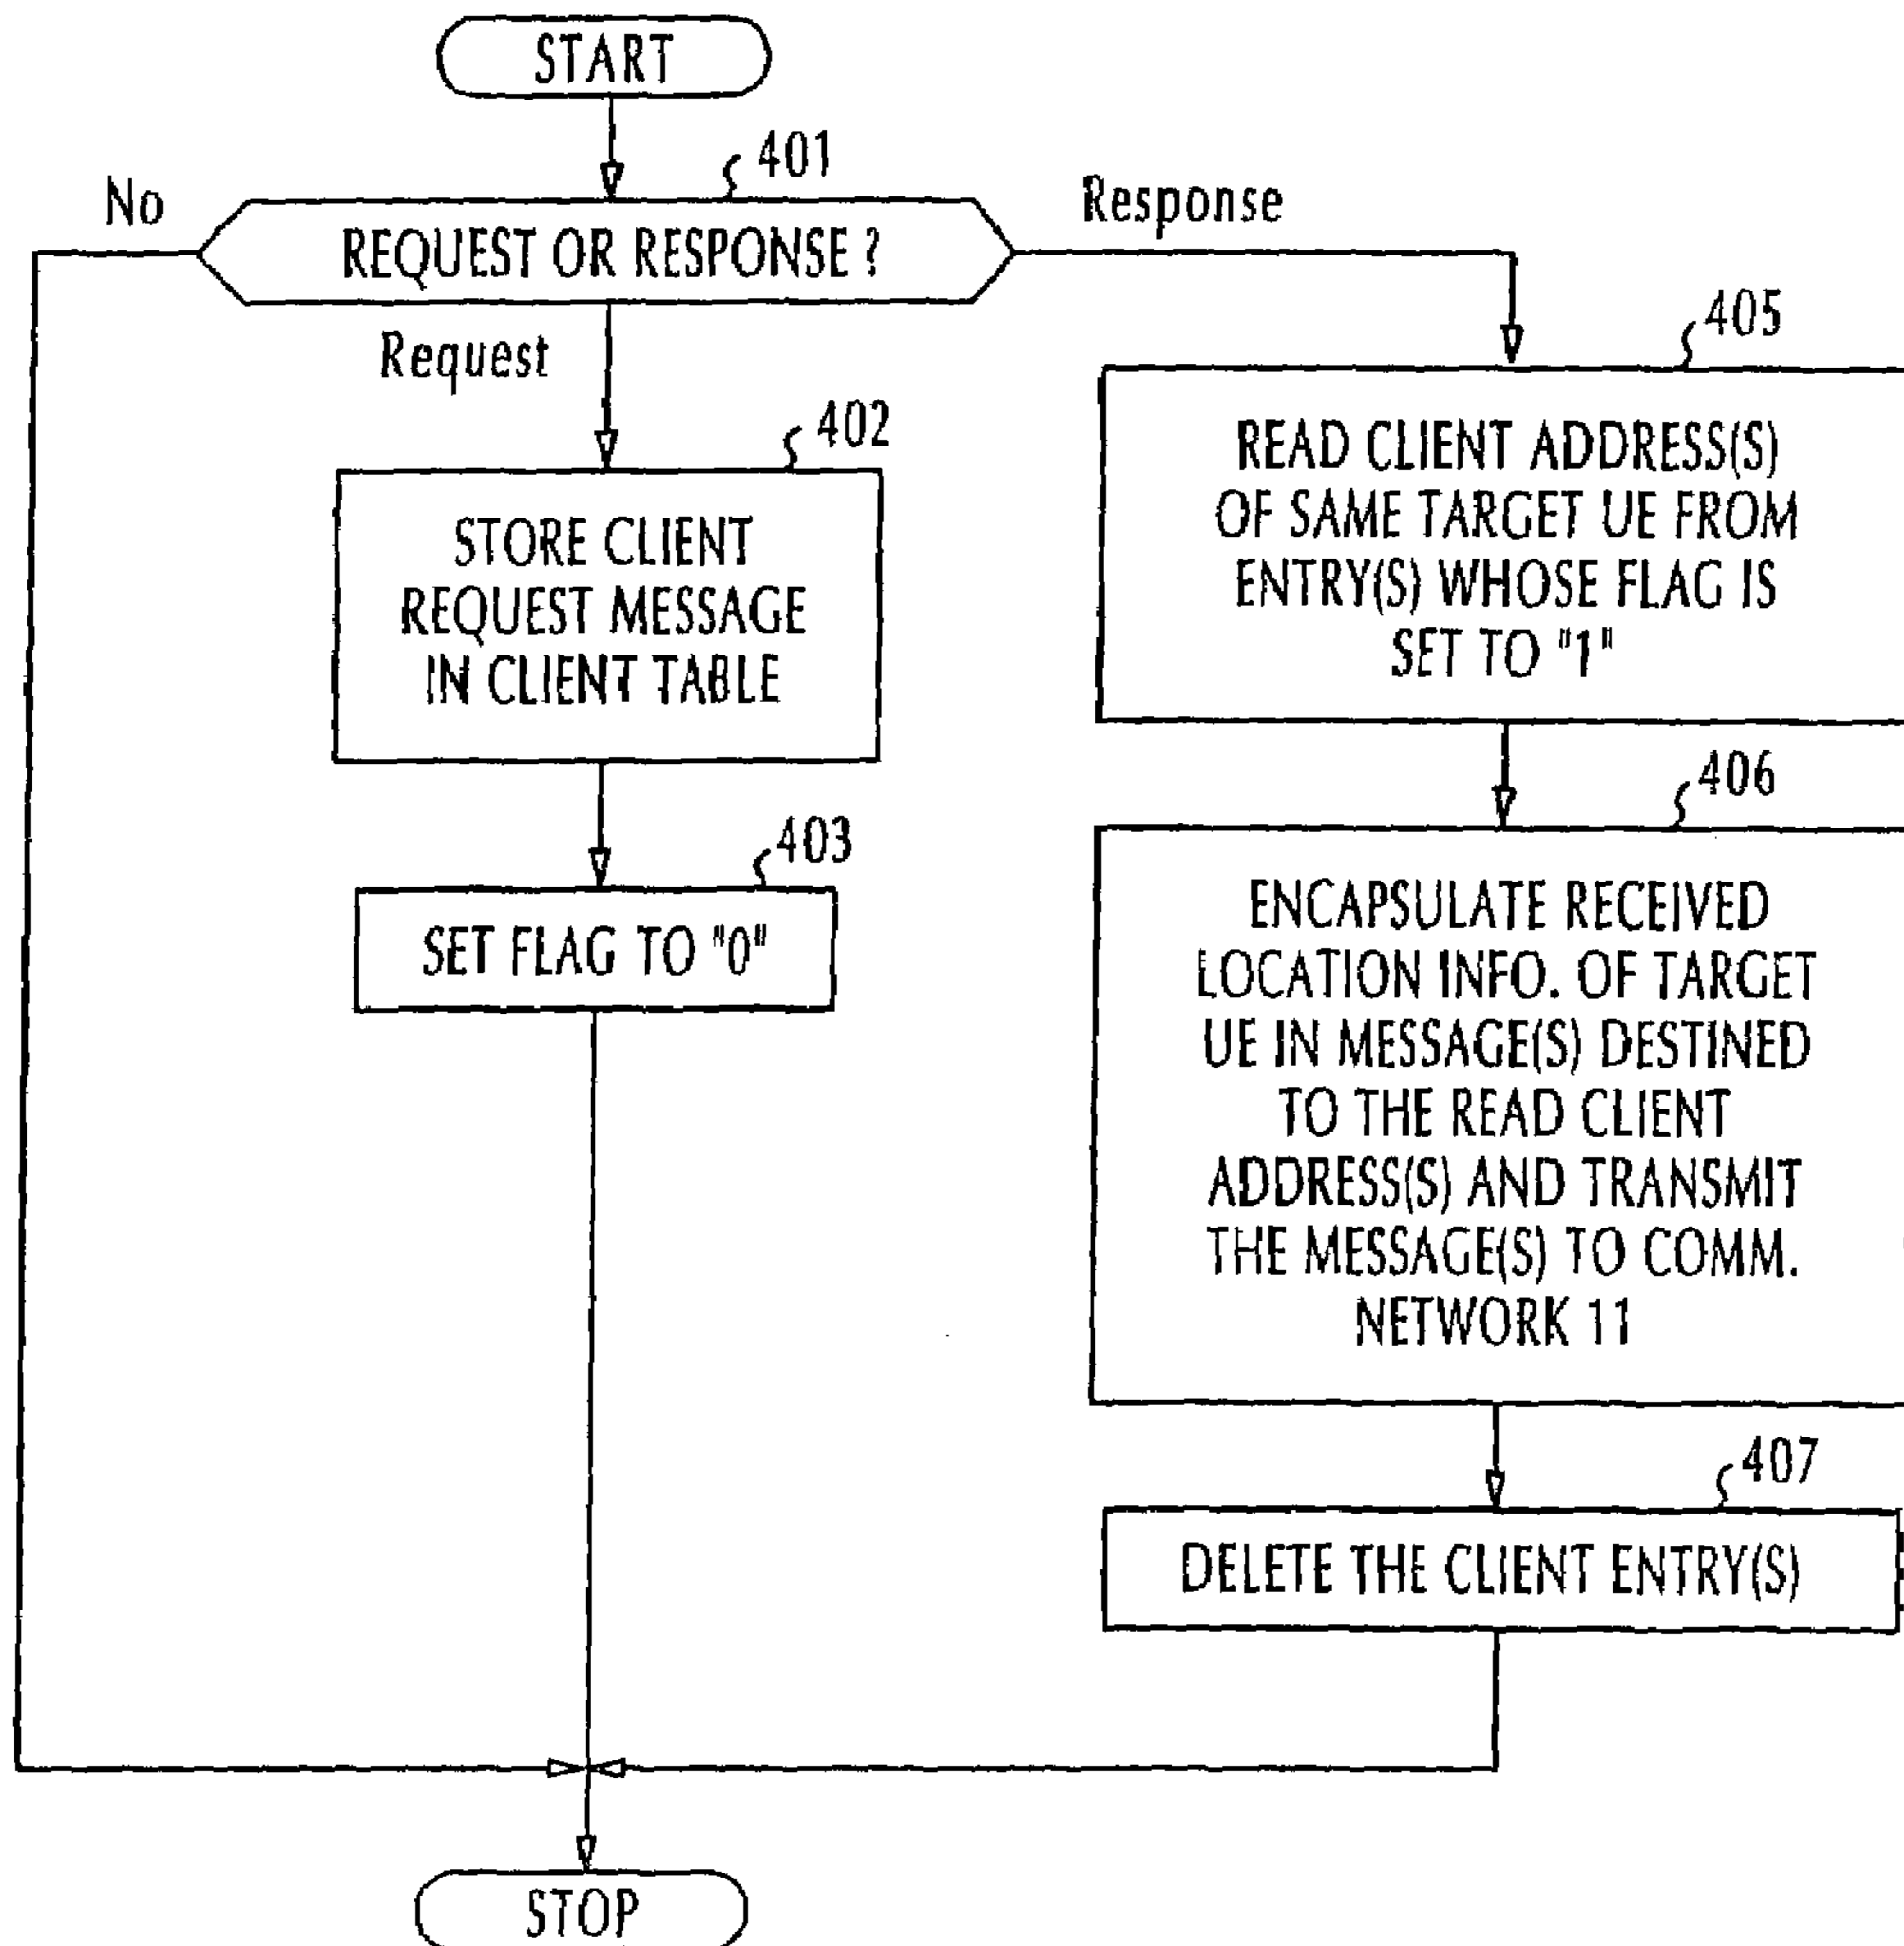 START
401
No
REQUEST OR RESPONSE ?
Response
Request
402
STORE CLIENT
REQUEST MESSAGE
IN CLIENT TABLE
403
SET FLAG TO "0"
405
READ CLIENT ADDRESS(S)
OF SAME TARGET UE FROM
ENTRY(S) WHOSE FLAG IS
SET TO "1"
406
ENCAPSULATE RECEIVED
LOCATION INFO. OF TARGET
UE IN MESSAGE(S) DESTINED
TO THE READ CLIENT
ADDRESS(S) AND TRANSMIT
THE MESSAGE(S) TO COMM.
NETWORK 11
407
DELETE THE CLIENT ENTRY(S)
STOP